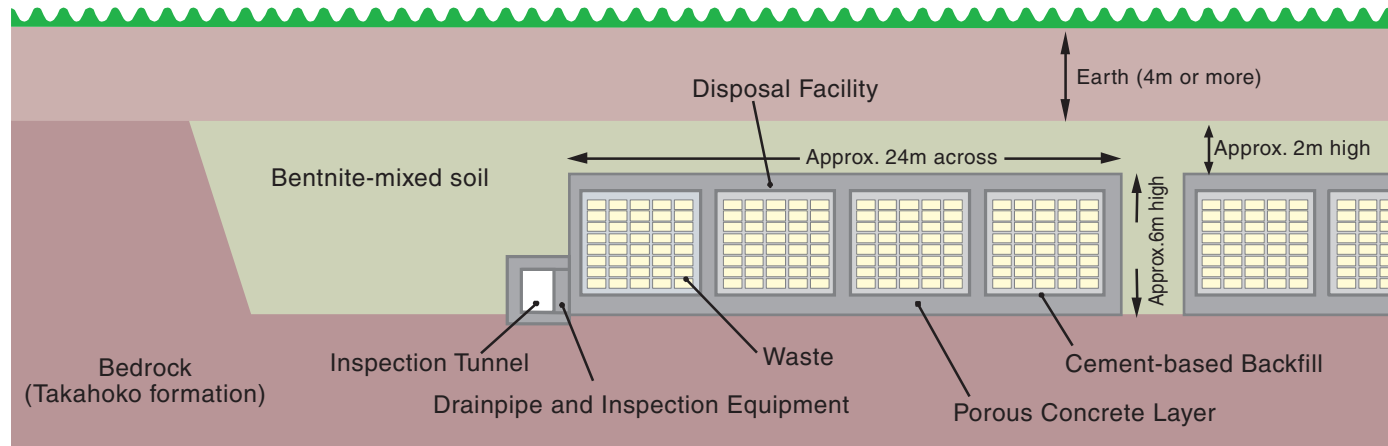 Earth (4m or more)
Disposal Facility
Approx. 24m across
Approx. 2m high
Bentnite-mixed soil
Approx.6m high
Inspection Tunnel
Waste
Cement-based Backfill
Bedrock
(Takahoko formation)
Drainpipe and Inspection Equipment
Porous Concrete Layer